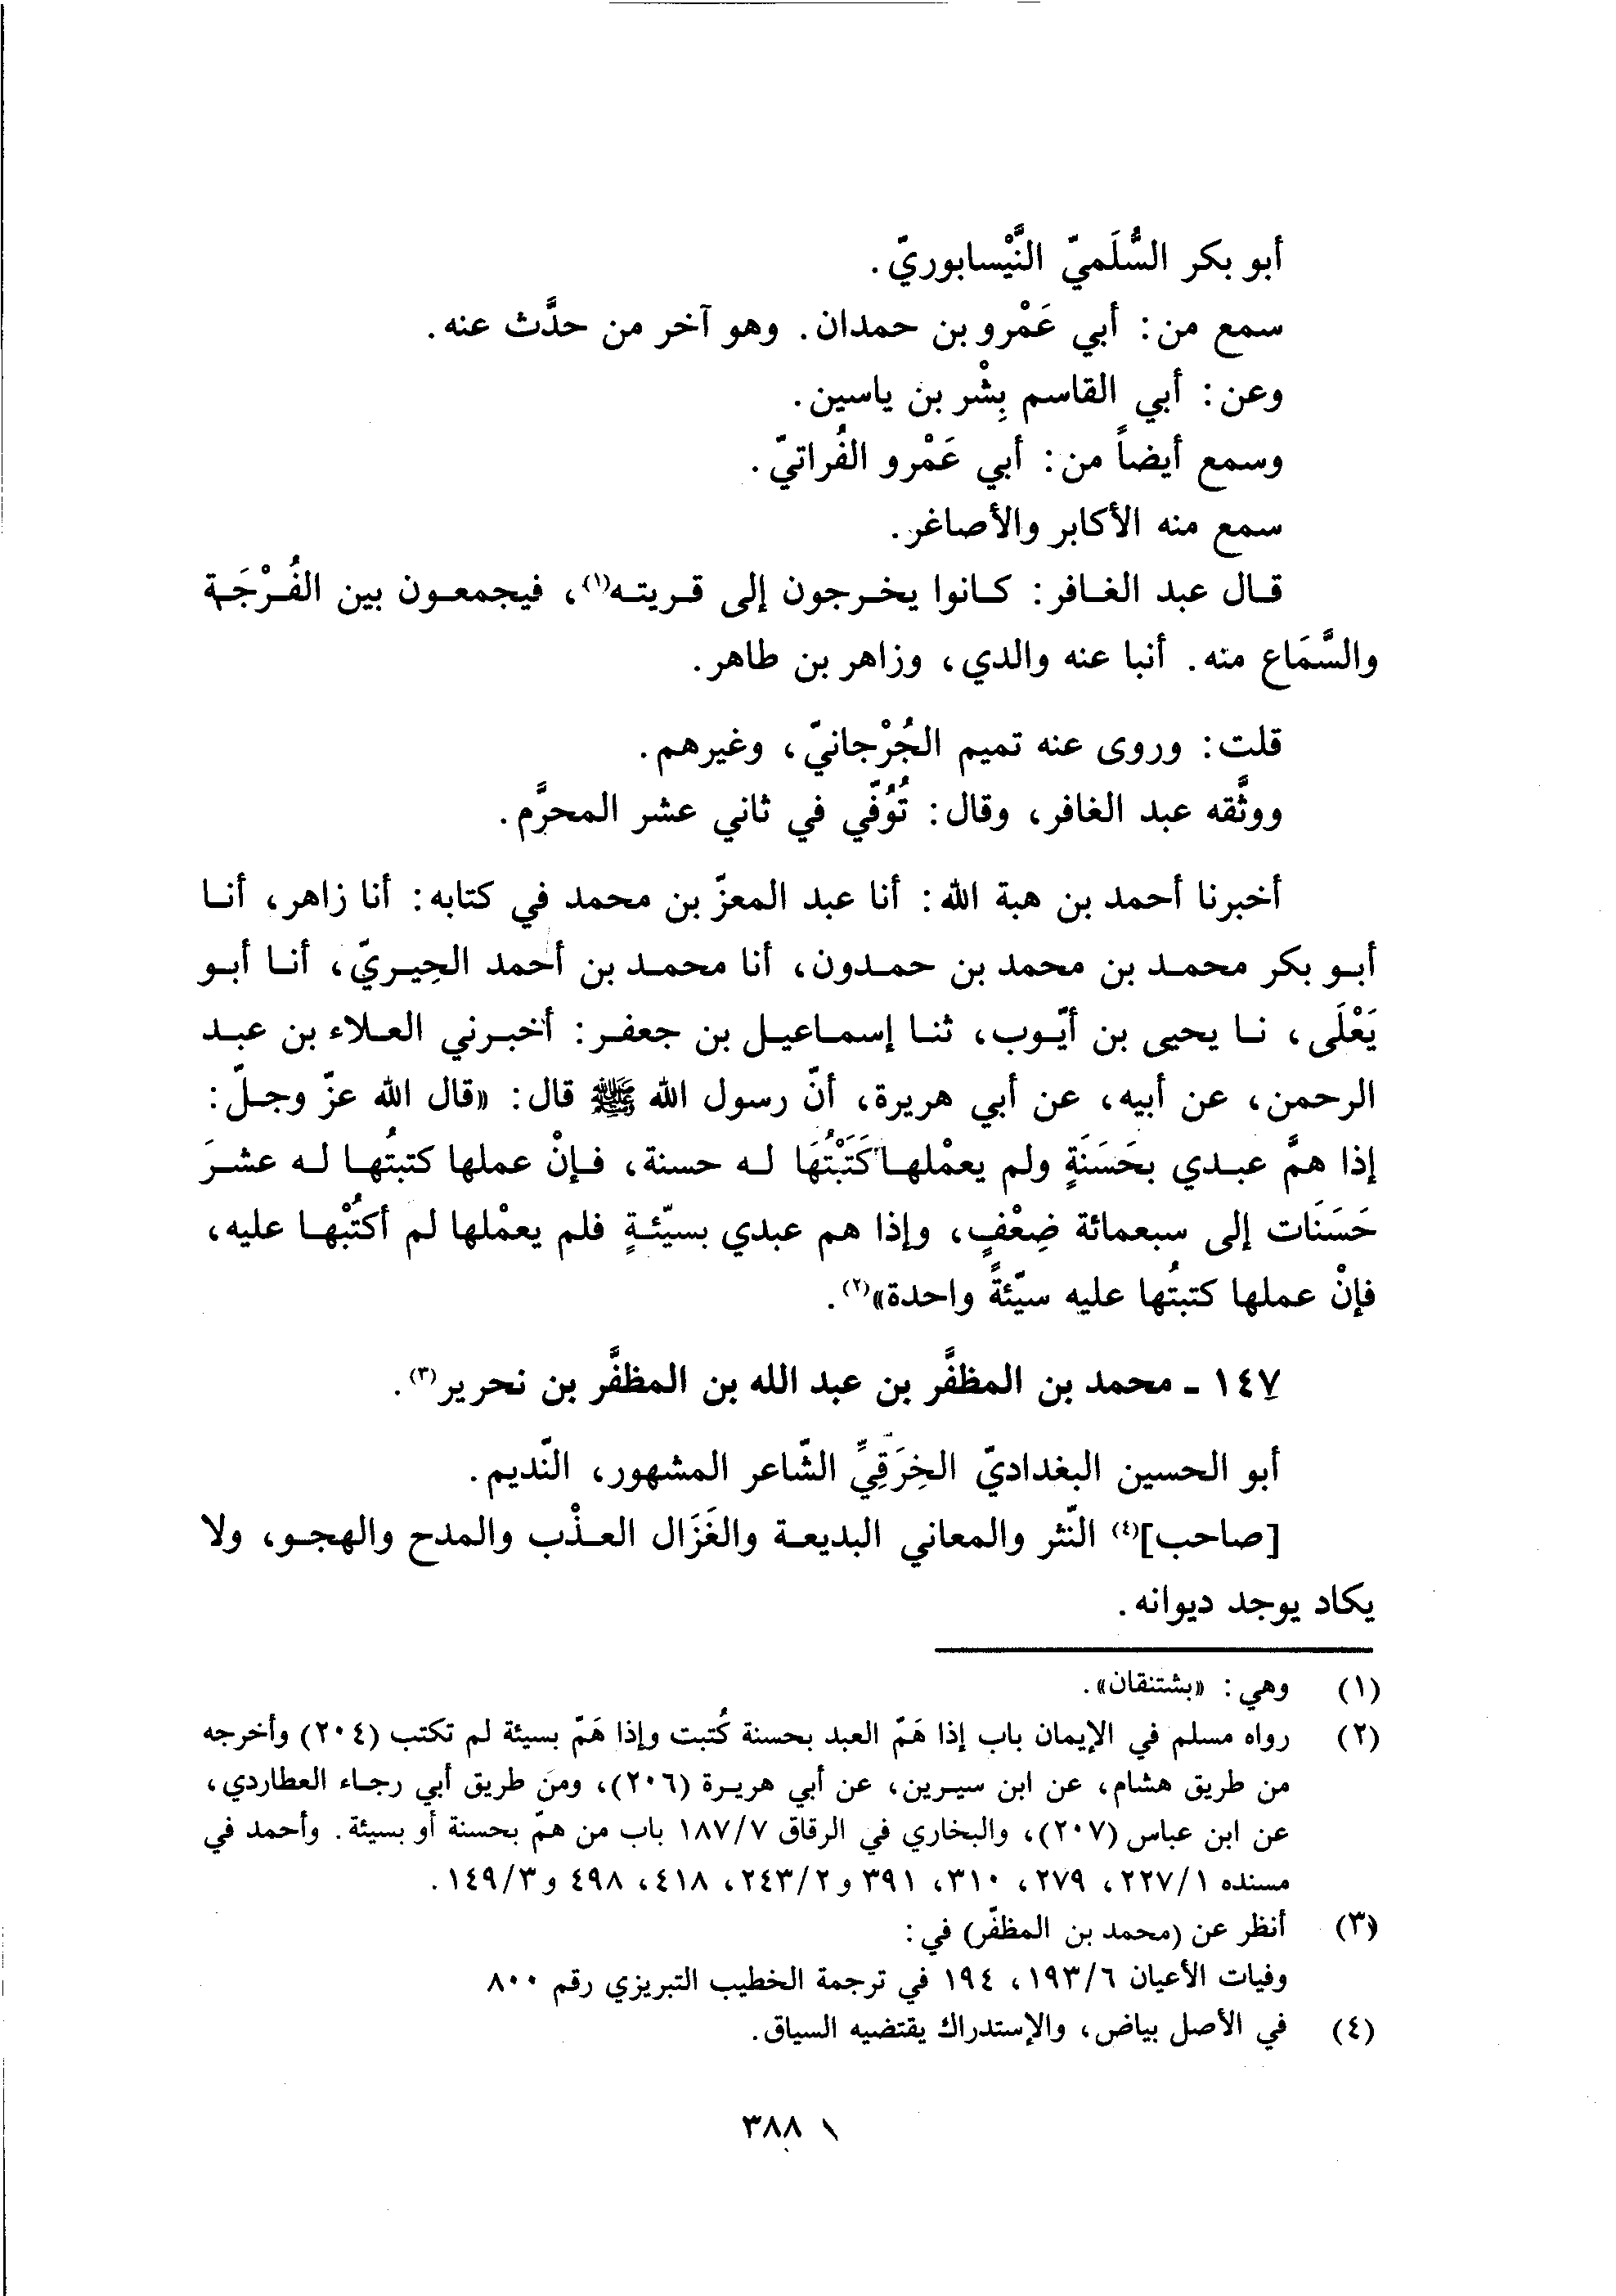 أبو بكر السُّلَميّ النَّيْسابوريّ.
سمع من: أبي عَمْرو بن حمدان. وهو آخر من حدَّث عنه.
وعن: أبي القاسم بِشْر بن ياسين.
وسمع أيضاً من: أبي عَمْرو الفُراتيّ.
سمع منه الأكابر والأصاغر.
قال عبد الغافر: كانوا يخرجون إلى قريته(١)، فيجمعون بين الفُرْجَة
والسَّمَاع منه. أنبا عنه والدي، وزاهر بن طاهر.
قلت: وروى عنه تميم الجُرْجانيّ، وغيرهم.
ووثَّقه عبد الغافر، وقال: تُوُفّي في ثاني عشر المحرَّم.
أخبرنا أحمد بن هبة الله: أنا عبد المعزّ بن محمد في كتابه: أنا زاهر، أنا
أبو بكر محمد بن محمد بن حمدون، أنا محمد بن أحمد الحِيريّ، أنا أبو
يَعْلَى، نا يحيى بن أيّوب، ثنا إسماعيل بن جعفر: أخبرني العلاء بن عبد
الرحمن، عن أبيه، عن أبي هريرة، أنّ رسول الله ﷺ قال: «قال الله عزّ وجلّ:
إذا همَّ عبدي بحَسَنَةٍ ولم يعمْلها كَتَبْتُهَا له حسنة، فإنْ عملها كتبتُها له عشرَ
حَسَنَات إلى سبعمائة ضِعْفٍ، وإذا هم عبدي بسيّئةٍ فلم يعمْلها لم أكتُبْها عليه،
فإنْ عملها كتبتُها عليه سيّئةً واحدة»(٢).
١٤٧ - محمد بن المظفَّر بن عبد الله بن المظفَّر بن نحرير(٣).
أبو الحسين البغداديّ الخِرَقِيِّ الشّاعر المشهور، النّديم.
[صاحب](٤) النّثر والمعاني البديعة والغَزَال العذْب والمدح والهجو، ولا
يكاد يوجد ديوانه.
(١) وهي: «بشتنقان».
(٢) رواه مسلم في الإيمان باب إذا هَمّ العبد بحسنة كُتبت وإذا هَمّ بسيئة لم تكتب (٢٠٤) وأخرجه
من طريق هشام، عن ابن سيرين، عن أبي هريرة (٢٠٦)، ومن طريق أبي رجاء العطاردي،
عن ابن عباس (٢٠٧)، والبخاري في الرقاق ١٨٧/٧ باب من همّ بحسنة أو بسيئة. وأحمد في
مسنده ٢٢٧/١، ٢٧٩، ٣١٠، ٣٩١ و٢٤٣/٢، ٤١٨، ٤٩٨ و١٤٩/٣.
(٣) أنظر عن (محمد بن المظفّر) في:
وفيات الأعيان ١٩٣/٦، ١٩٤ في ترجمة الخطيب التبريزي رقم ٨٠٠
(٤) في الأصل بياض، والإستدراك يقتضيه السياق.
٣٨٨